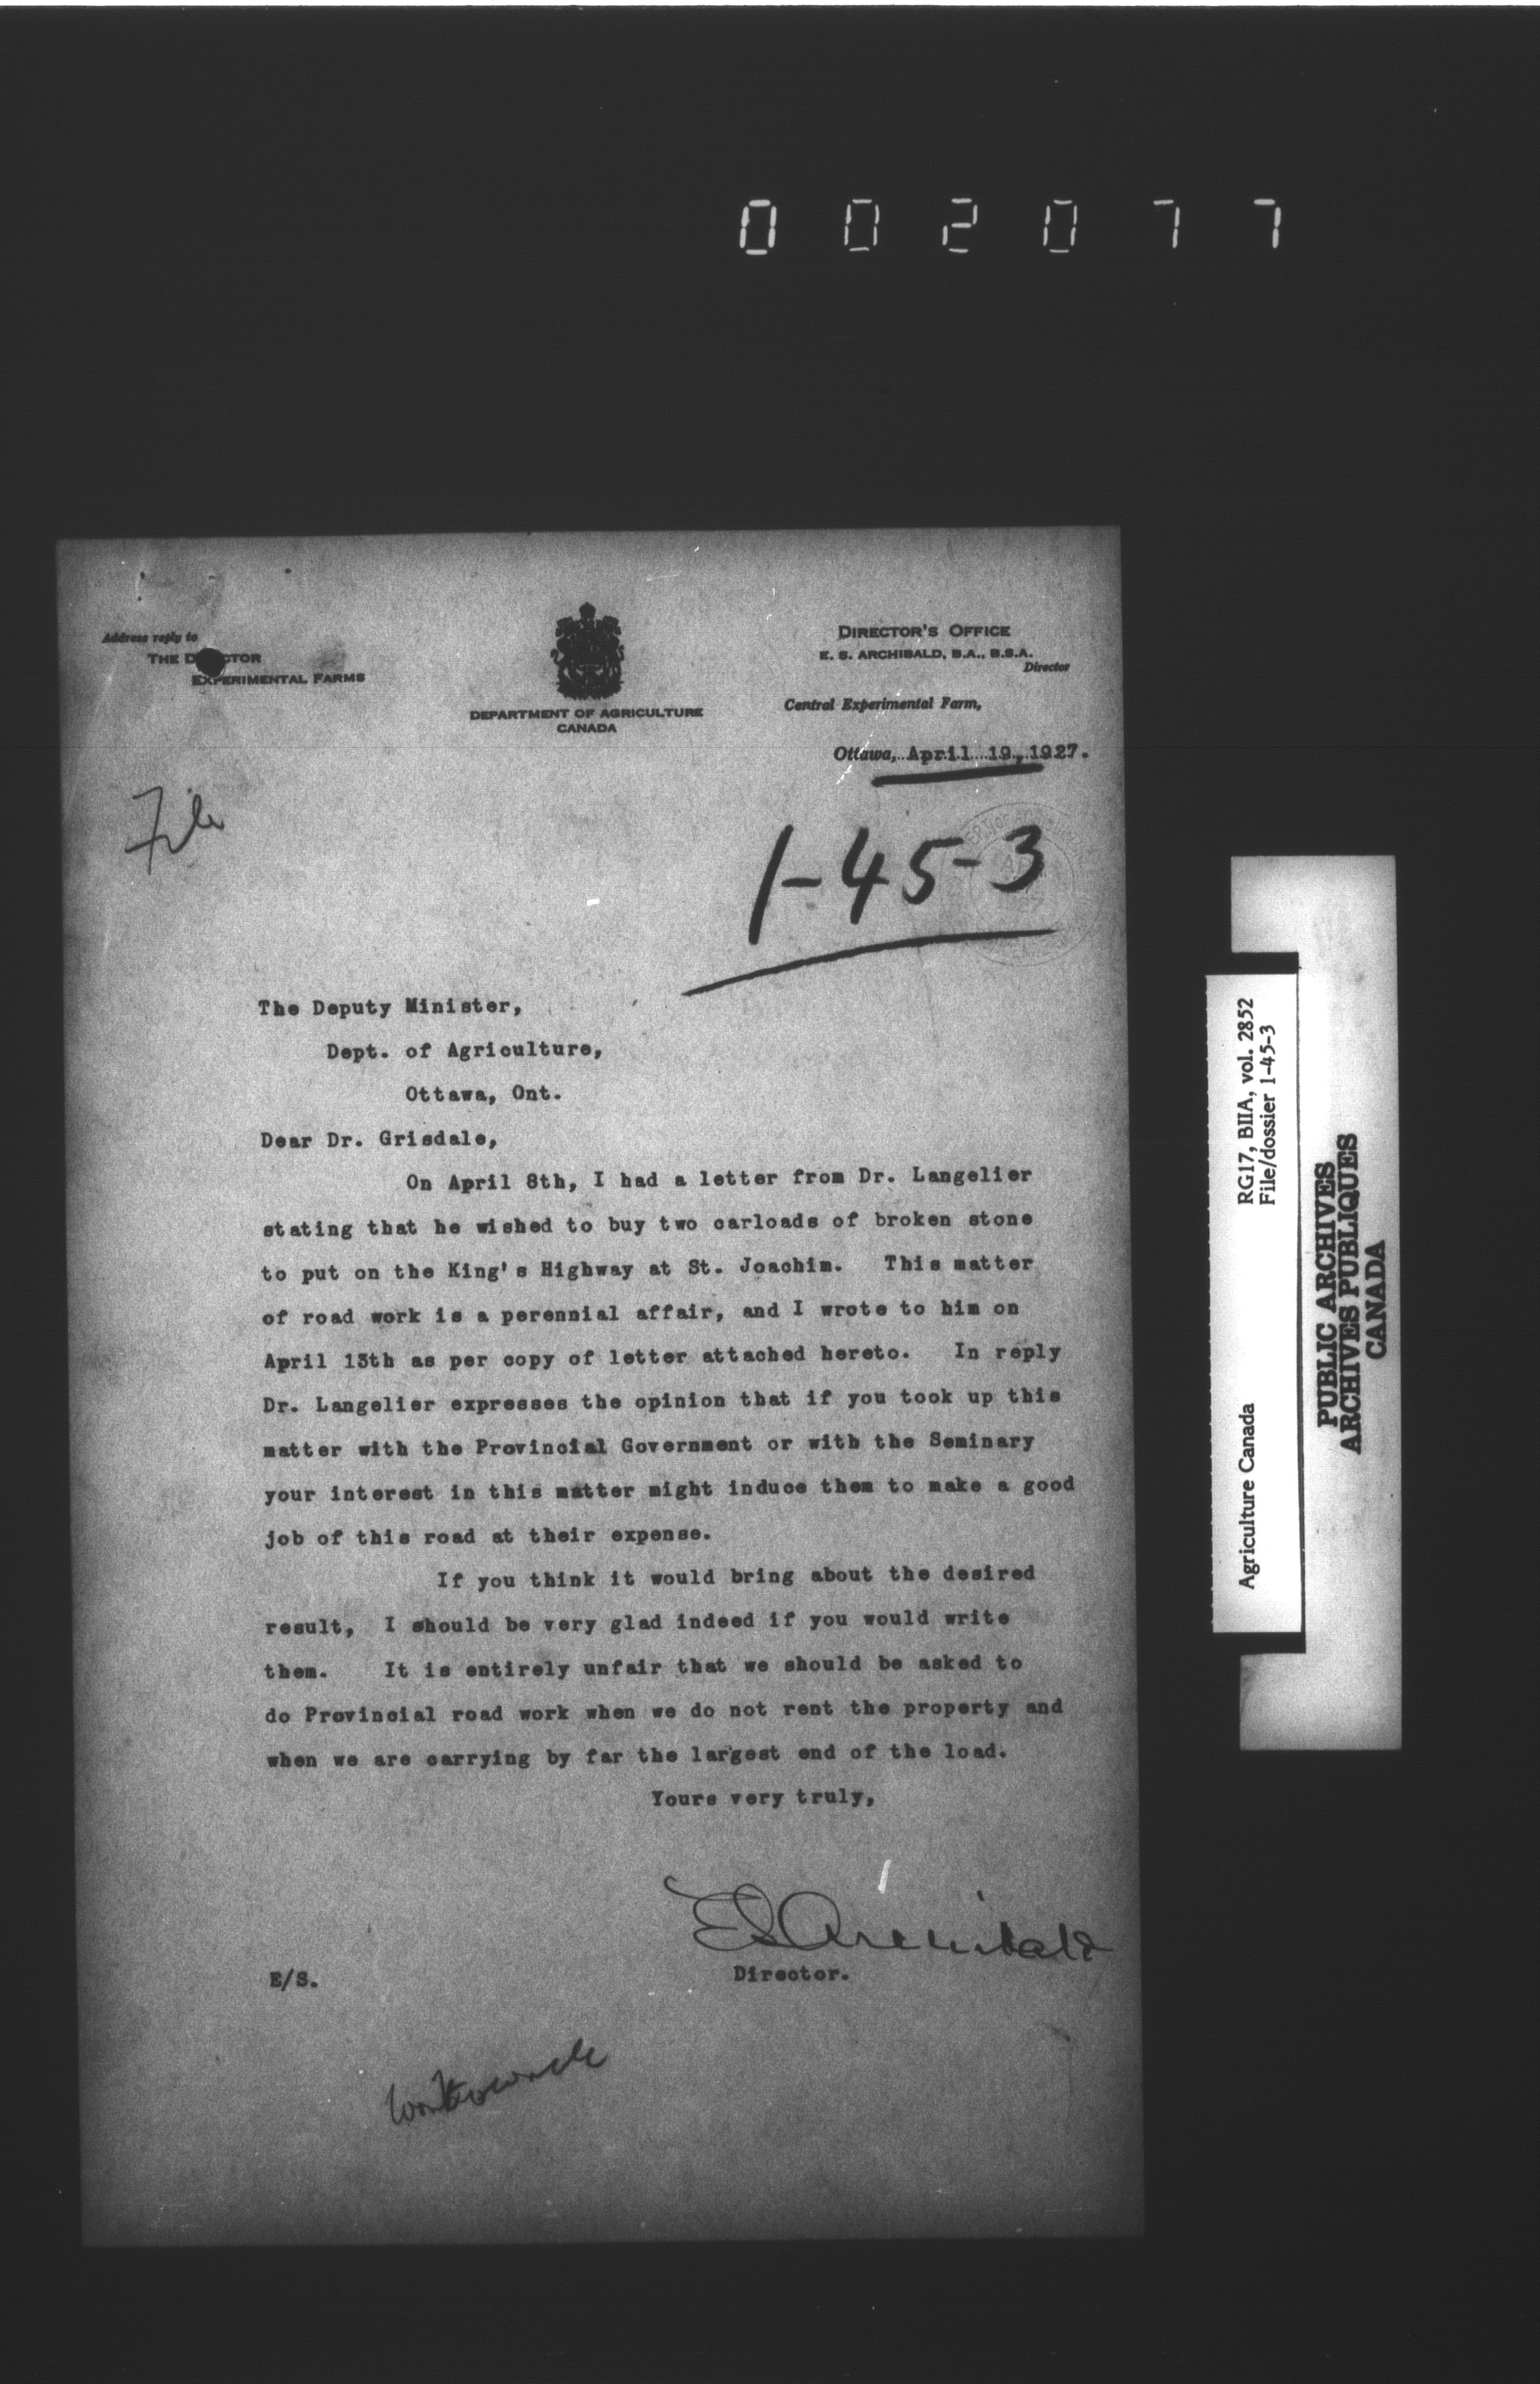 002077
Address reply to
THE DIRECTOR
EXPERIMENTAL FARMS
DEPARTMENT OF AGRICULTURE
CANADA
DIRECTOR'S OFFICE
E. S. ARCHIBALD, B.A., B.S.A.
Director
Central Experimental Farm,
Ottawa, April 19, 1927.
File
1-45-3
The Deputy Minister,
Dept. of Agriculture,
Ottawa, Ont.
Dear Dr. Grisdale,
On April 8th, I had a letter from Dr. Langelier
stating that he wished to buy two carloads of broken stone
to put on the King's Highway at St. Joachim. This matter
of road work is a perennial affair, and I wrote to him on
April 13th as per copy of letter attached hereto. In reply
Dr. Langelier expresses the opinion that if you took up this
matter with the Provincial Government or with the Seminary
your interest in this matter might induce them to make a good
job of this road at their expense.
If you think it would bring about the desired
result, I should be very glad indeed if you would write
them. It is entirely unfair that we should be asked to
do Provincial road work when we do not rent the property and
when we are carrying by far the largest end of the load.
Yours very truly,
ES Archibald
Director.
E/S.
Agriculture Canada RG17, BIIA, vol. 2852
File/dossier 1-45-3
PUBLIC ARCHIVES
ARCHIVES PUBLIQUES
CANADA